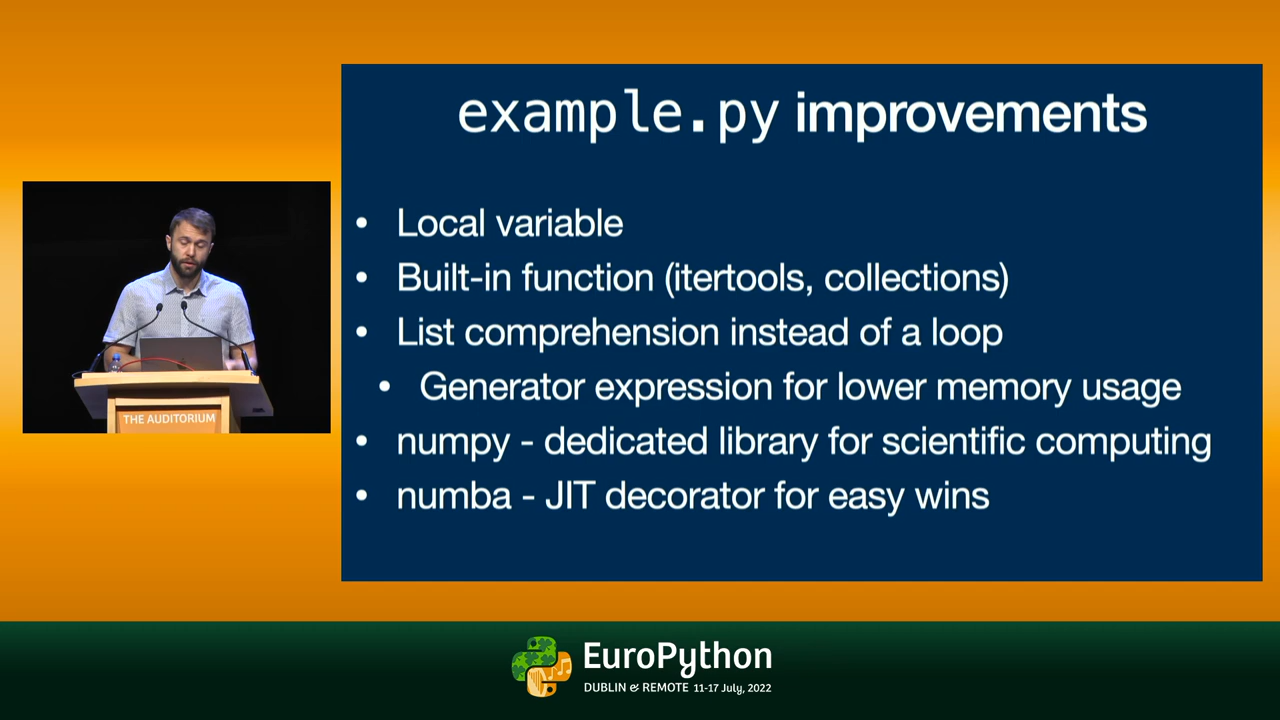 example.py improvements
• Local variable
• Built-in function (itertools, collections)
• List comprehension instead of a loop
• Generator expression for lower memory usage
• numpy - dedicated library for scientific computing
• numba - JIT decorator for easy wins
THE AUDITORIUM
EuroPython
DUBLIN & REMOTE 11-17 July, 2022